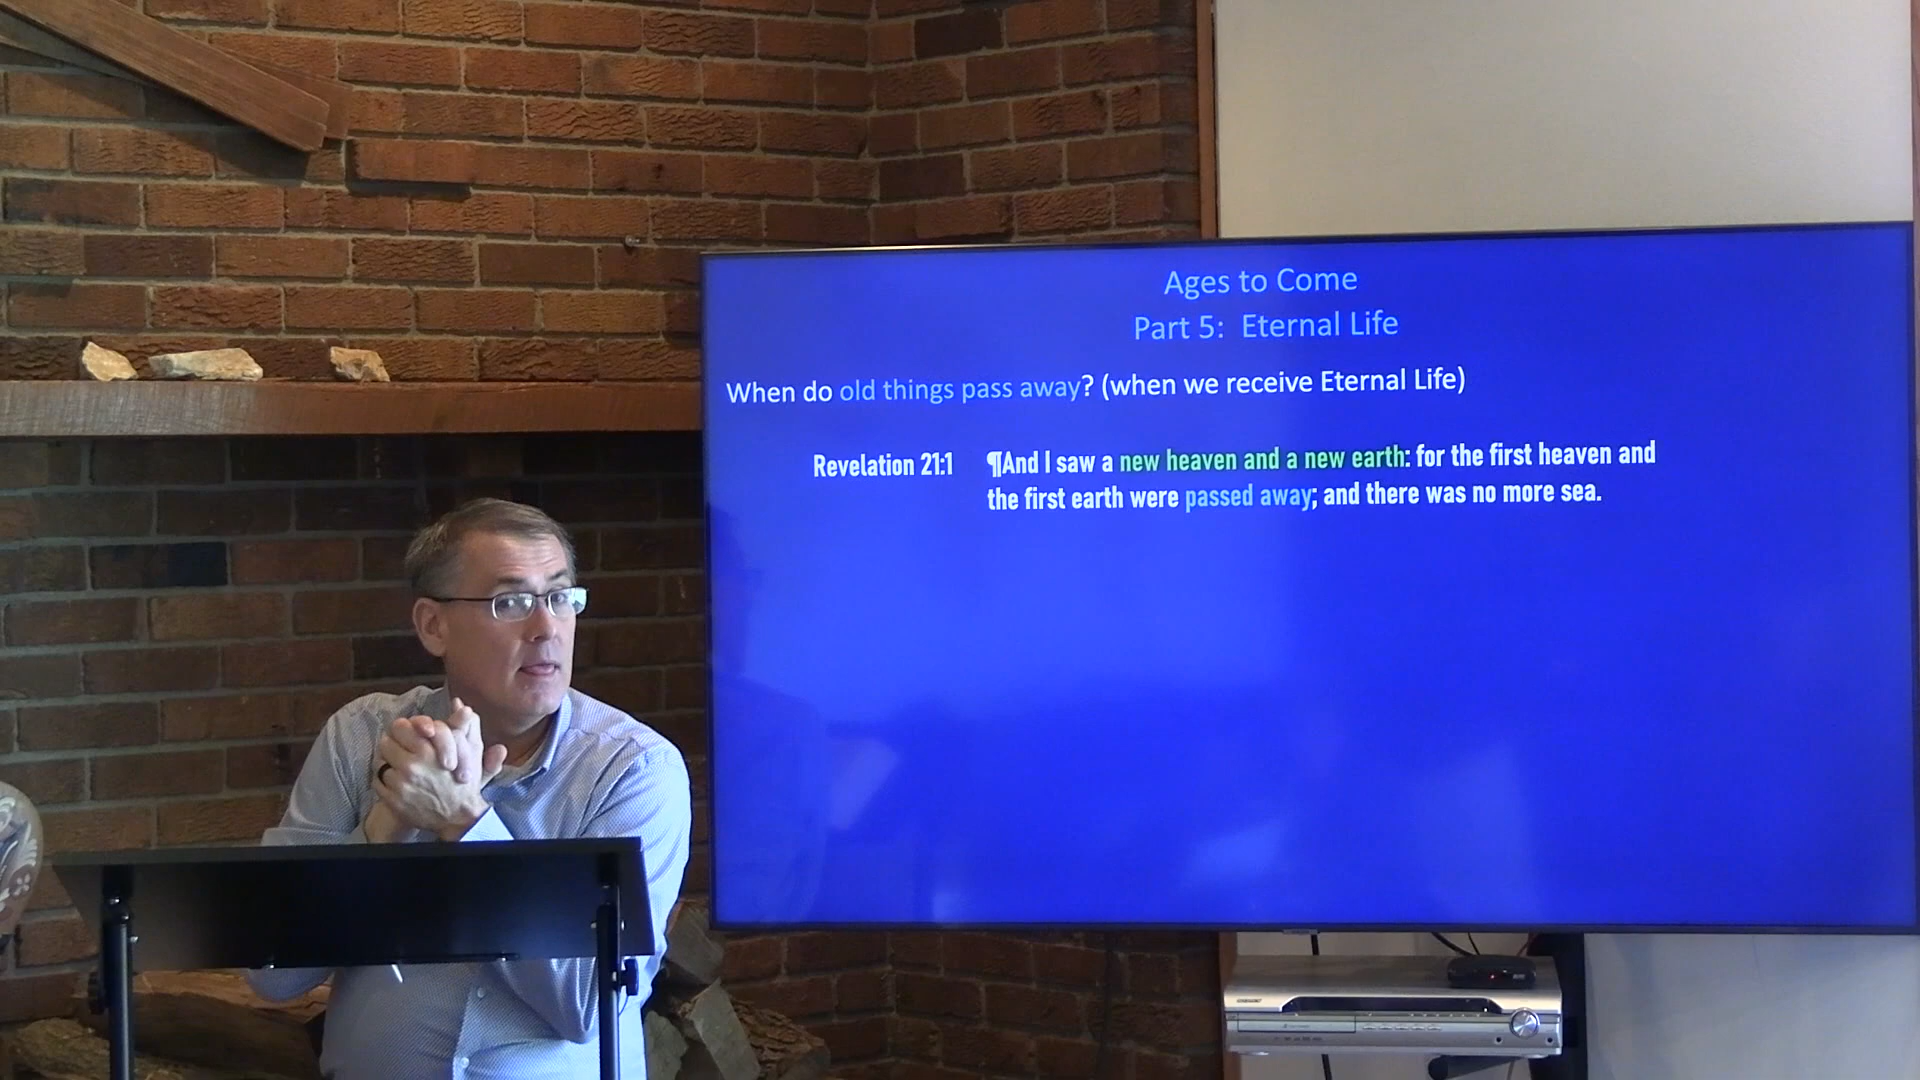 Ages to Come
Part 5: Eternal Life
When do old things pass away? (when we receive Eternal Life)
Revelation 21:1 ¶And I saw a new heaven and a new earth: for the first heaven and
the first earth were passed away; and there was no more sea.